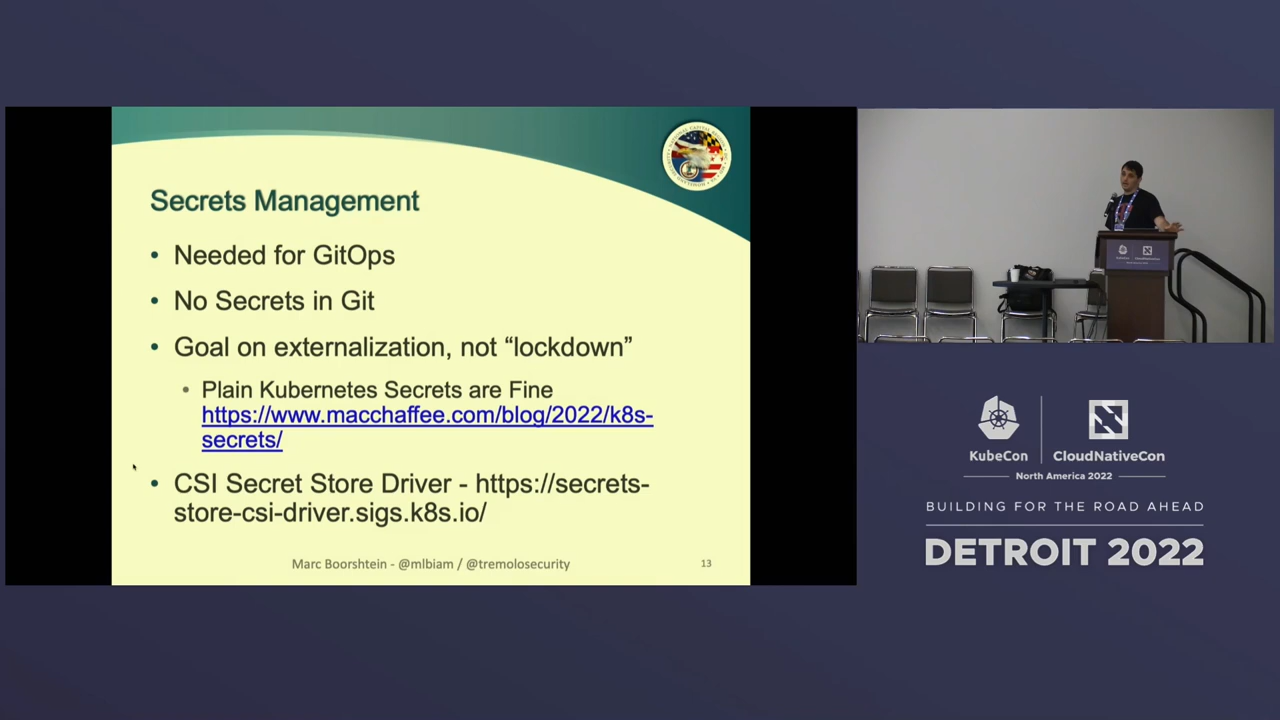 Secrets Management
• Needed for GitOps
• No Secrets in Git
• Goal on externalization, not “lockdown”
• Plain Kubernetes Secrets are Fine
https://www.macchaffee.com/blog/2022/k8s-
secrets/
• CSI Secret Store Driver - https://secrets-
store-csi-driver.sigs.k8s.io/
Marc Boorshtein - @mlbiam / @tremolosecurity
13
KubeCon
CloudNativeCon
North America 2022
BUILDING FOR THE ROAD AHEAD
DETROIT 2022